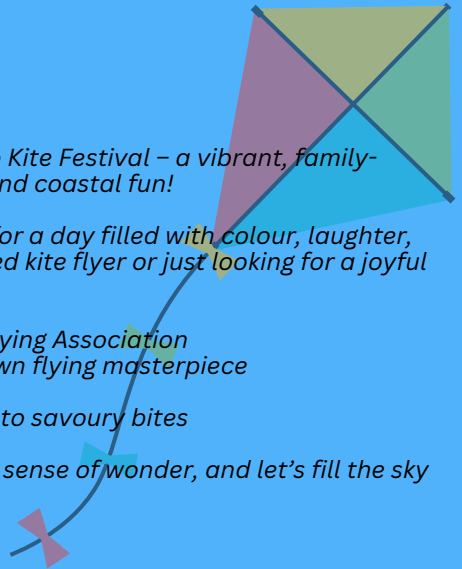 Kite Festival – a vibrant, family-
nd coastal fun!
or a day filled with colour, laughter,
ed kite flyer or just looking for a joyful
ying Association
wn flying masterpiece
to savoury bites
sense of wonder, and let’s fill the sky